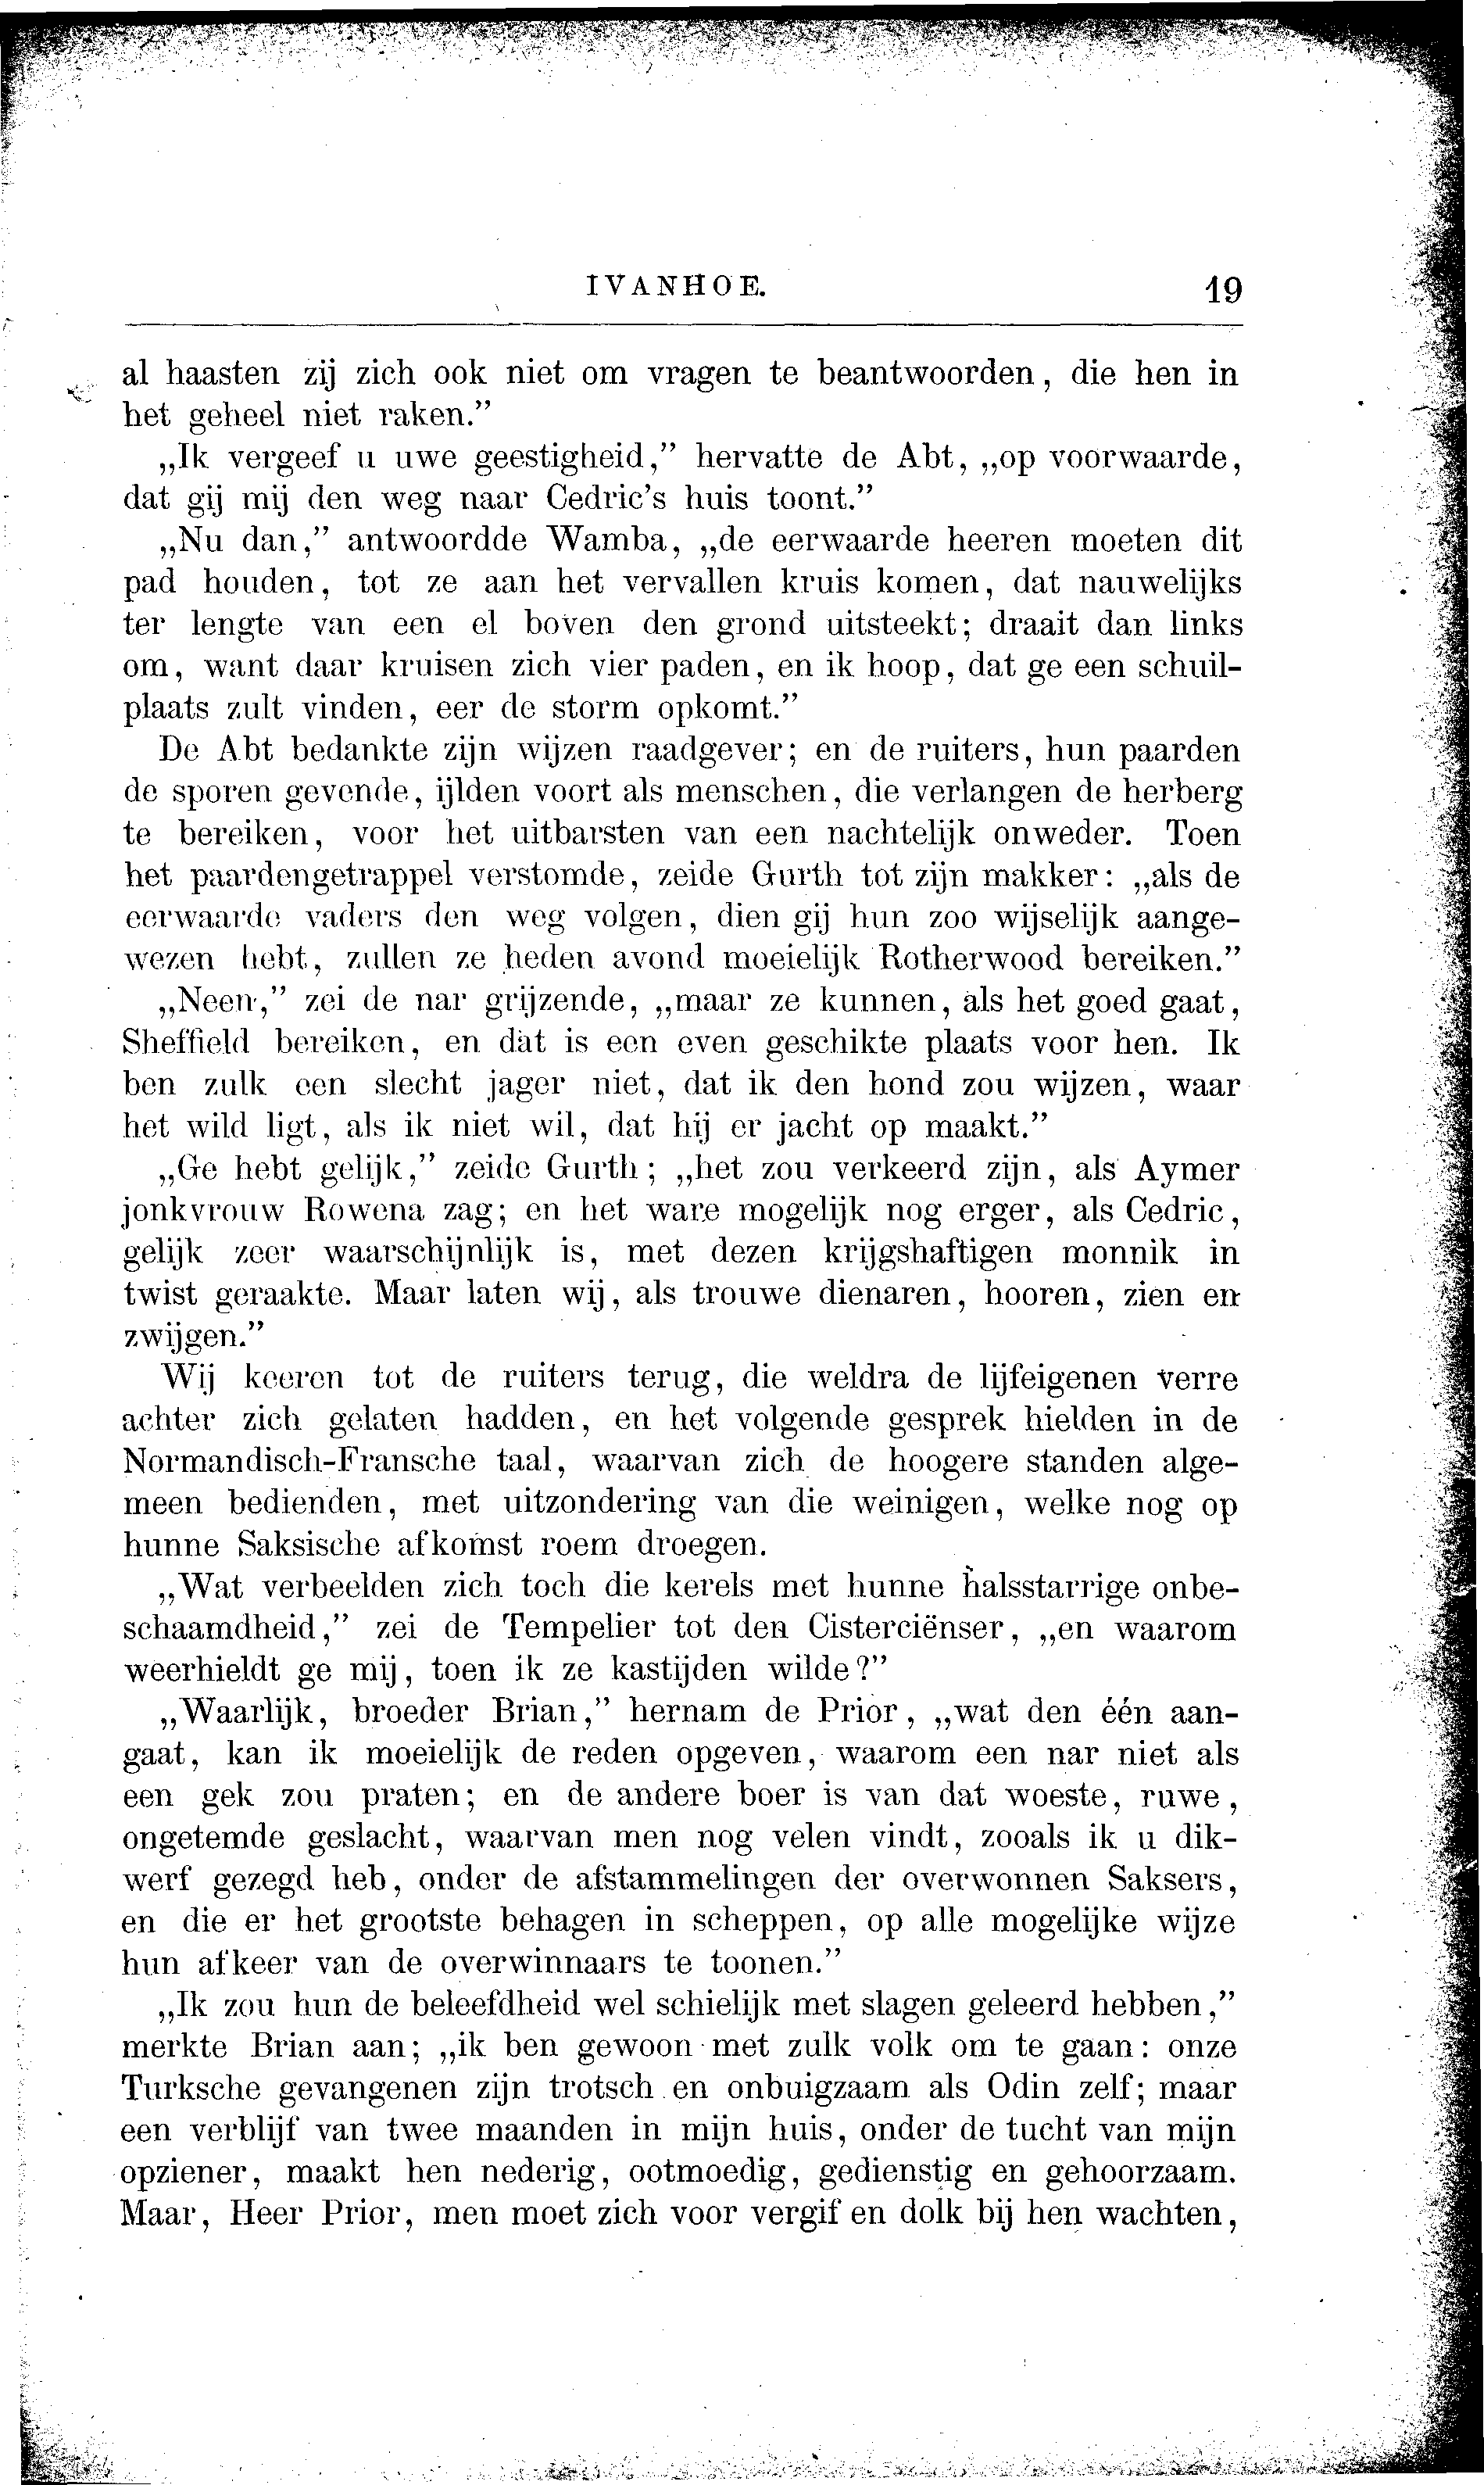 IVANHOE. 19
al haasten zij zich ook niet om vragen te beantwoorden, die hen in
het geheel niet raken.”
„Ik vergeef u uwe geestigheid,” hervatte de Abt, „op voorwaarde,
dat gij mij den weg naar Cedric's huis toont.”
„Nu dan,” antwoordde Wamba, „de eerwaarde heeren moeten dit
pad houden, tot ze aan het vervallen kruis komen, dat nauwelijks
ter lengte van een el boven den grond uitsteekt; draait dan links
om, want daar kruisen zich vier paden, en ik hoop, dat ge een schuil-
plaats zult vinden, eer de storm opkomt.”
De Abt bedankte zijn wijzen raadgever; en de ruiters, hun paarden
de sporen gevende, ijlden voort als menschen, die verlangen de herberg
te bereiken, voor het uitbarsten van een nachtelijk onweder. Toen
het paardengetrappel verstomde, zeide Gurth tot zijn makker: „als de
eerwaarde vaders den weg volgen, dien gij hun zoo wijselijk aange-
wezen hebt, zullen ze heden avond moeielijk Rotherwood bereiken.”
„Neen,” zei de nar grijzende, „maar ze kunnen, als het goed gaat,
Sheffield bereiken, en dàt is een even geschikte plaats voor hen. Ik
ben zulk een slecht jager niet, dat ik den hond zou wijzen, waar
het wild ligt, als ik niet wil, dat hij er jacht op maakt.”
„Ge hebt gelijk,” zeide Gurth; „het zou verkeerd zijn, als Aymer
jonkvrouw Rowena zag; en het ware mogelijk nog erger, als Cedric,
gelijk zeer waarschijnlijk is, met dezen krijgshaftigen monnik in
twist geraakte. Maar laten wij, als trouwe dienaren, hooren, zien en
zwijgen.”
Wij keeren tot de ruiters terug, die weldra de lijfeigenen verre
achter zich gelaten hadden, en het volgende gesprek hielden in de
Normandisch-Fransche taal, waarvan zich de hoogere standen alge-
meen bedienden, met uitzondering van die weinigen, welke nog op
hunne Saksische afkomst roem droegen.
„Wat verbeelden zich toch die kerels met hunne halsstarrige onbe-
schaamdheid,” zei de Tempelier tot den Cisterciënser, „en waarom
weerhieldt ge mij, toen ik ze kastijden wilde?”
„Waarlijk, broeder Brian,” hernam de Prior, „wat den één aan-
gaat, kan ik moeielijk de reden opgeven, waarom een nar niet als
een gek zou praten; en de andere boer is van dat woeste, ruwe,
ongetemde geslacht, waarvan men nog velen vindt, zooals ik u dik-
werf gezegd heb, onder de afstammelingen der overwonnen Saksers,
en die er het grootste behagen in scheppen, op alle mogelijke wijze
hun afkeer van de overwinnaars te toonen.”
„Ik zou hun de beleefdheid wel schielijk met slagen geleerd hebben,”
merkte Brian aan; „ik ben gewoon met zulk volk om te gaan: onze
Turksche gevangenen zijn trotsch en onbuigzaam als Odin zelf; maar
een verblijf van twee maanden in mijn huis, onder de tucht van mijn
opziener, maakt hen nederig, ootmoedig, gedienstig en gehoorzaam.
Maar, Heer Prior, men moet zich voor vergif en dolk bij hen wachten,